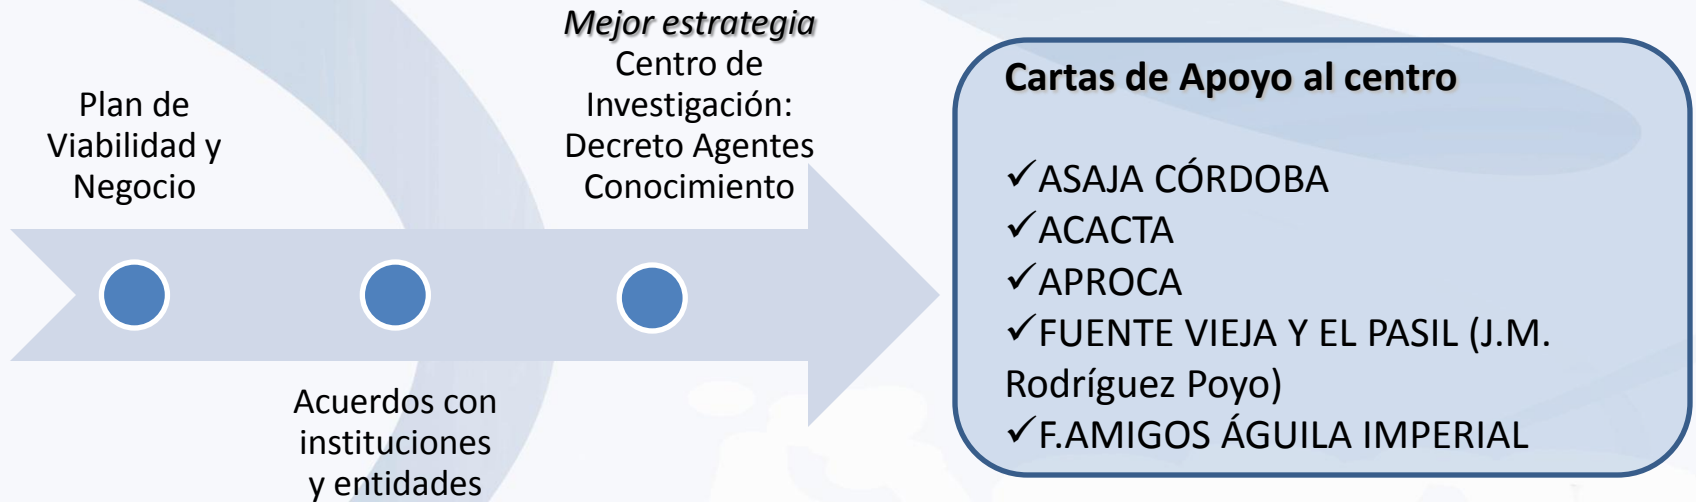 Plan de
Viabilidad y
Negocio
Acuerdos con
instituciones
y entidades
Mejor estrategia
Centro de
Investigación:
Decreto Agentes
Conocimiento
Cartas de Apoyo al centro
✓ASAJA CÓRDOBA
✓ACACTA
✓APROCA
✓FUENTE VIEJA Y EL PASIL (J.M.
Rodríguez Poyo)
✓F.AMIGOS ÁGUILA IMPERIAL